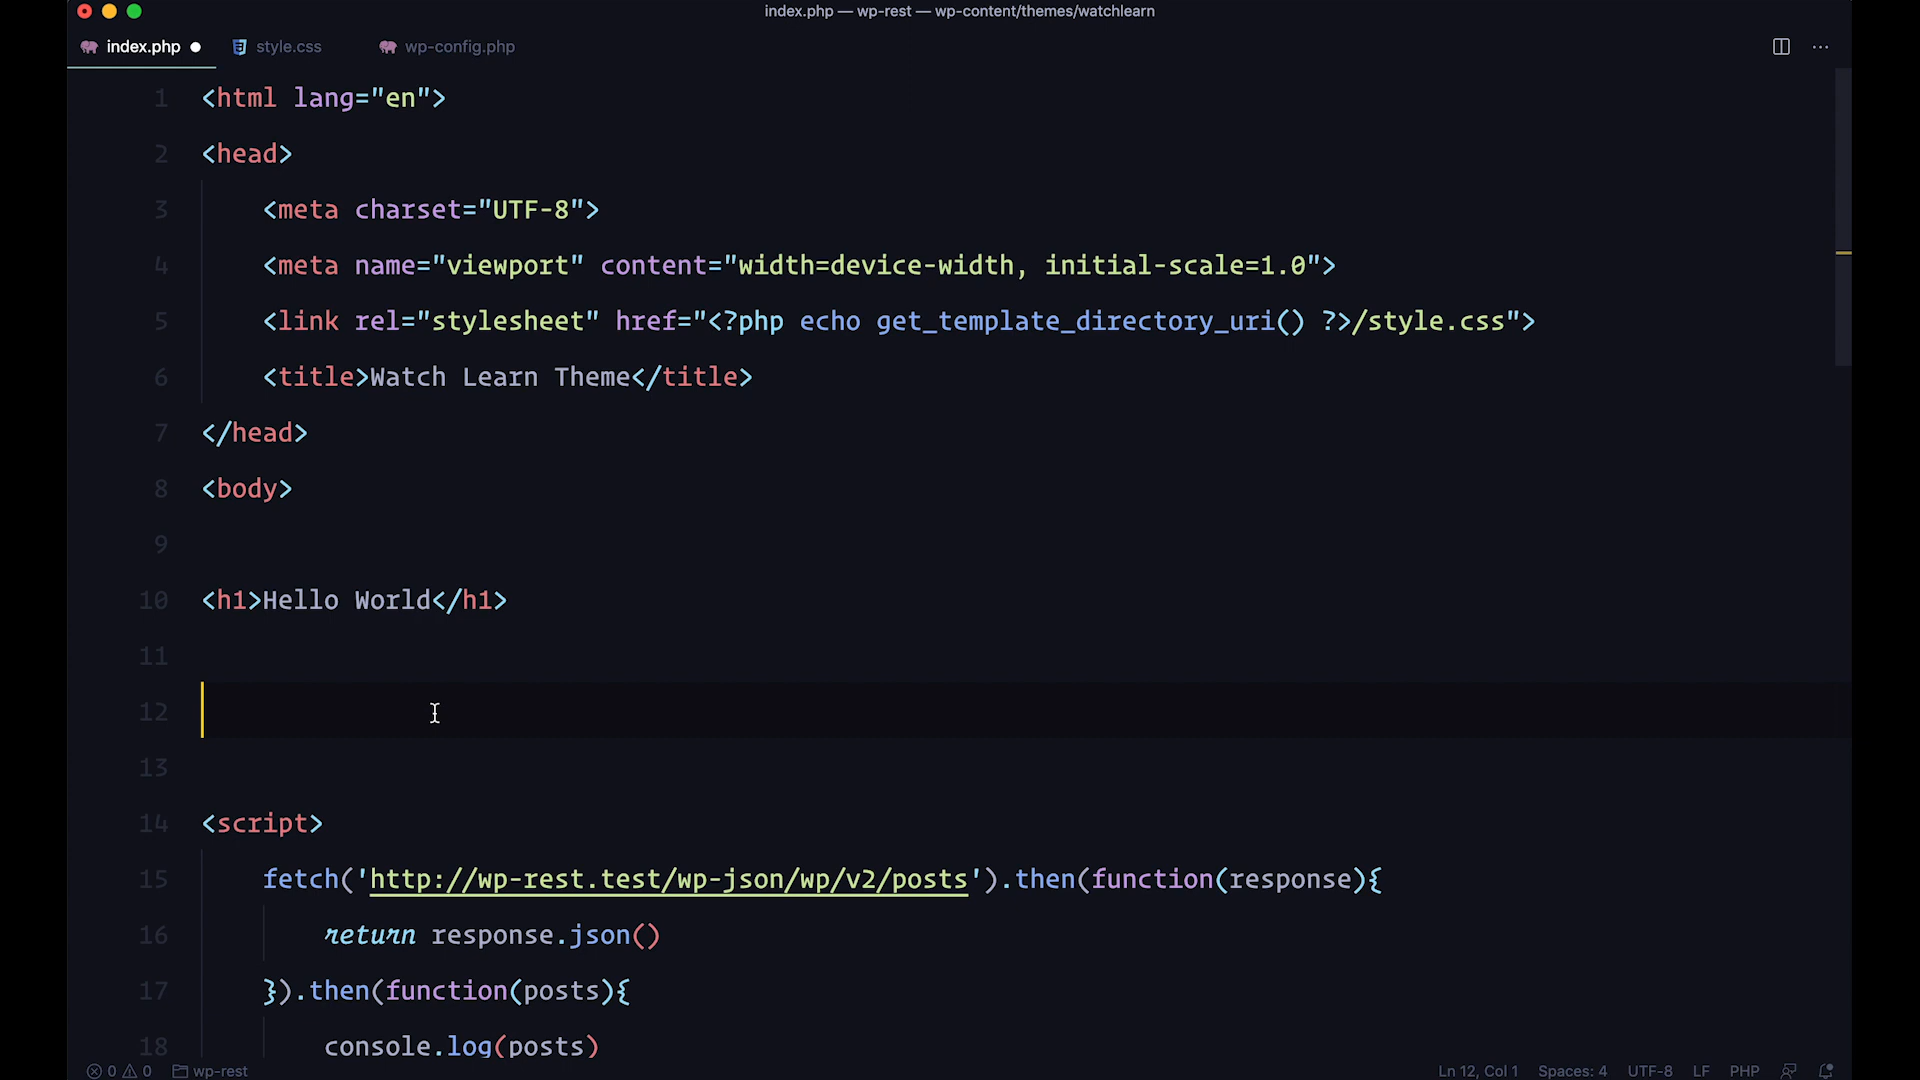 index.php — wp-rest — wp-content/themes/watchlearn
index.php style.css wp-config.php
1 <html lang="en">
2 <head>
3 <meta charset="UTF-8">
4 <meta name="viewport" content="width=device-width, initial-scale=1.0">
5 <link rel="stylesheet" href="<?php echo get_template_directory_uri() ?>/style.css">
6 <title>Watch Learn Theme</title>
7 </head>
8 <body>
9
10 <h1>Hello World</h1>
11
12
13
14 <script>
15 fetch('http://wp-rest.test/wp-json/wp/v2/posts').then(function(response){
16 return response.json()
17 }).then(function(posts){
18 console.log(posts)
0 0 wp-rest Ln 12, Col 1 Spaces: 4 UTF-8 LF PHP